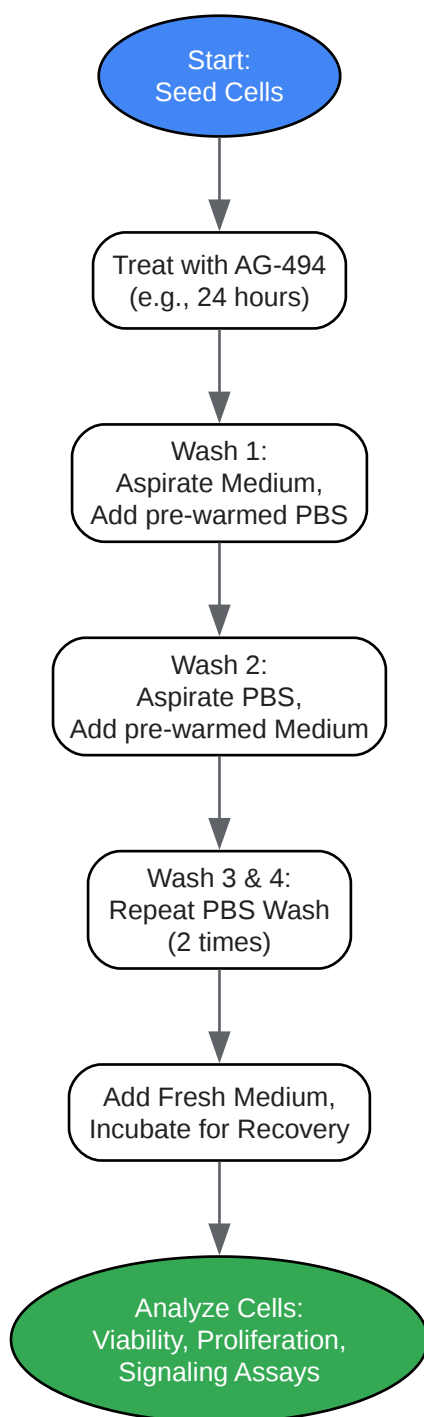 Start:
Seed Cells
Treat with AG-494
(e.g., 24 hours)
Wash 1:
Aspirate Medium,
Add pre-warmed PBS
Wash 2:
Aspirate PBS,
Add pre-warmed Medium
Wash 3 & 4:
Repeat PBS Wash
(2 times)
Add Fresh Medium,
Incubate for Recovery
Analyze Cells:
Viability, Proliferation,
Signaling Assays